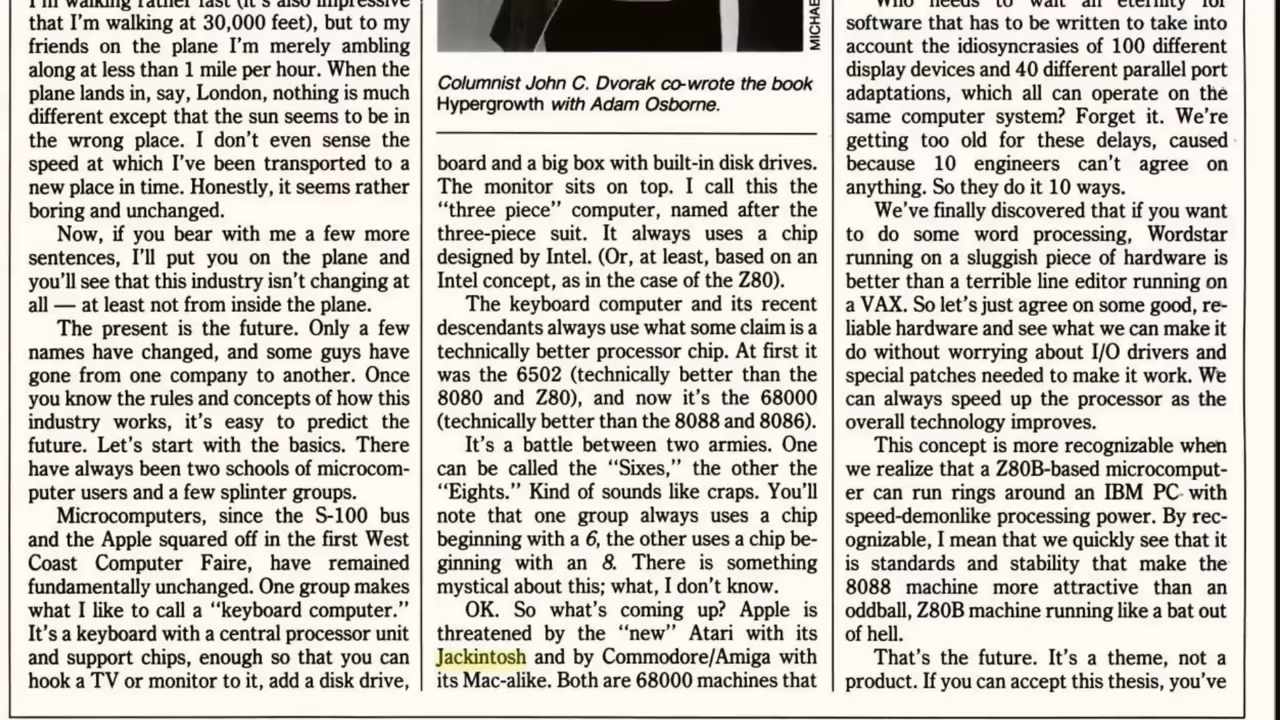 I'm walking rather fast (it's also impressive
that I'm walking at 30,000 feet), but to my
friends on the plane I'm merely ambling
along at less than 1 mile per hour. When the
plane lands in, say, London, nothing is much
different except that the sun seems to be in
the wrong place. I don't even sense the
speed at which I've been transported to a
new place in time. Honestly, it seems rather
boring and unchanged.
Now, if you bear with me a few more
sentences, I'll put you on the plane and
you'll see that this industry isn't changing at
all — at least not from inside the plane.
The present is the future. Only a few
names have changed, and some guys have
gone from one company to another. Once
you know the rules and concepts of how this
industry works, it's easy to predict the
future. Let's start with the basics. There
have always been two schools of microcom-
puter users and a few splinter groups.
Microcomputers, since the S-100 bus
and the Apple squared off in the first West
Coast Computer Faire, have remained
fundamentally unchanged. One group makes
what I like to call a "keyboard computer."
It's a keyboard with a central processor unit
and support chips, enough so that you can
hook a TV or monitor to it, add a disk drive,
MICHAE
Columnist John C. Dvorak co-wrote the book
Hypergrowth with Adam Osborne.
board and a big box with built-in disk drives.
The monitor sits on top. I call this the
"three piece" computer, named after the
three-piece suit. It always uses a chip
designed by Intel. (Or, at least, based on an
Intel concept, as in the case of the Z80).
The keyboard computer and its recent
descendants always use what some claim is a
technically better processor chip. At first it
was the 6502 (technically better than the
8080 and Z80), and now it's the 68000
(technically better than the 8088 and 8086).
It's a battle between two armies. One
can be called the "Sixes," the other the
"Eights." Kind of sounds like craps. You'll
note that one group always uses a chip
beginning with a 6, the other uses a chip be-
ginning with an 8. There is something
mystical about this; what, I don't know.
OK. So what's coming up? Apple is
threatened by the "new" Atari with its
Jackintosh and by Commodore/Amiga with
its Mac-alike. Both are 68000 machines that
Who needs to wait an eternity for
software that has to be written to take into
account the idiosyncrasies of 100 different
display devices and 40 different parallel port
adaptations, which all can operate on the
same computer system? Forget it. We're
getting too old for these delays, caused
because 10 engineers can't agree on
anything. So they do it 10 ways.
We've finally discovered that if you want
to do some word processing, Wordstar
running on a sluggish piece of hardware is
better than a terrible line editor running on
a VAX. So let's just agree on some good, re-
liable hardware and see what we can make it
do without worrying about I/O drivers and
special patches needed to make it work. We
can always speed up the processor as the
overall technology improves.
This concept is more recognizable when
we realize that a Z80B-based microcomput-
er can run rings around an IBM PC with
speed-demonlike processing power. By rec-
ognizable, I mean that we quickly see that it
is standards and stability that make the
8088 machine more attractive than an
oddball, Z80B machine running like a bat out
of hell.
That's the future. It's a theme, not a
product. If you can accept this thesis, you've